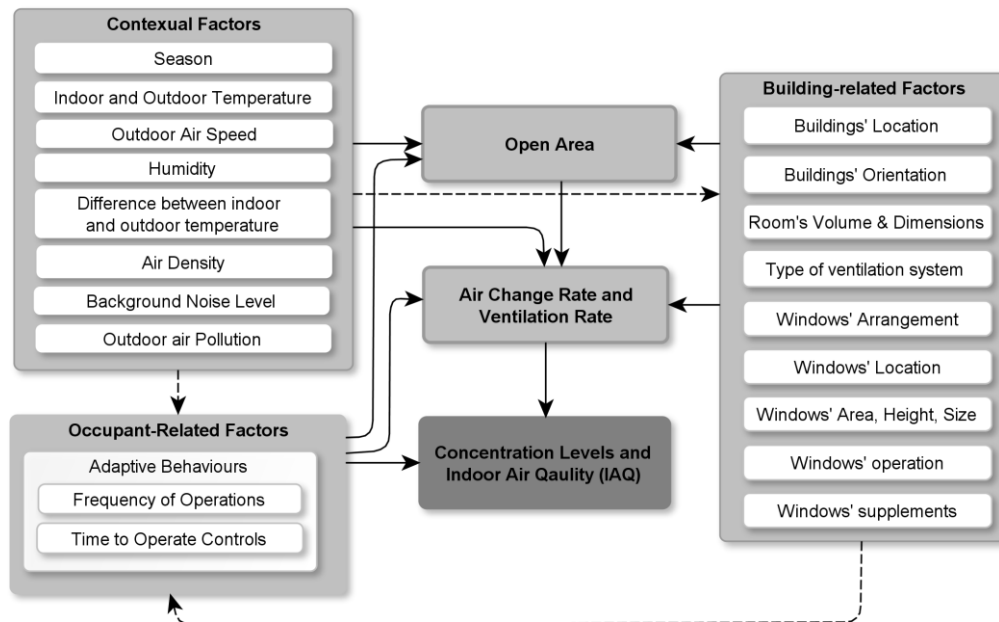 Contexual Factors
Season
Indoor and Outdoor Temperature
Outdoor Air Speed
Humidity
Difference between indoor
and outdoor temperature
Air Density
Background Noise Level
Outdoor air Pollution
Occupant-Related Factors
Adaptive Behaviours
Frequency of Operations
Time to Operate Controls
Open Area
Air Change Rate and
Ventilation Rate
Concentration Levels and
Indoor Air Qaulity (IAQ)
Building-related Factors
Buildings' Location
Buildings' Orientation
Room's Volume & Dimensions
Type of ventilation system
Windows' Arrangement
Windows' Location
Windows' Area, Height, Size
Windows' operation
Windows' supplements